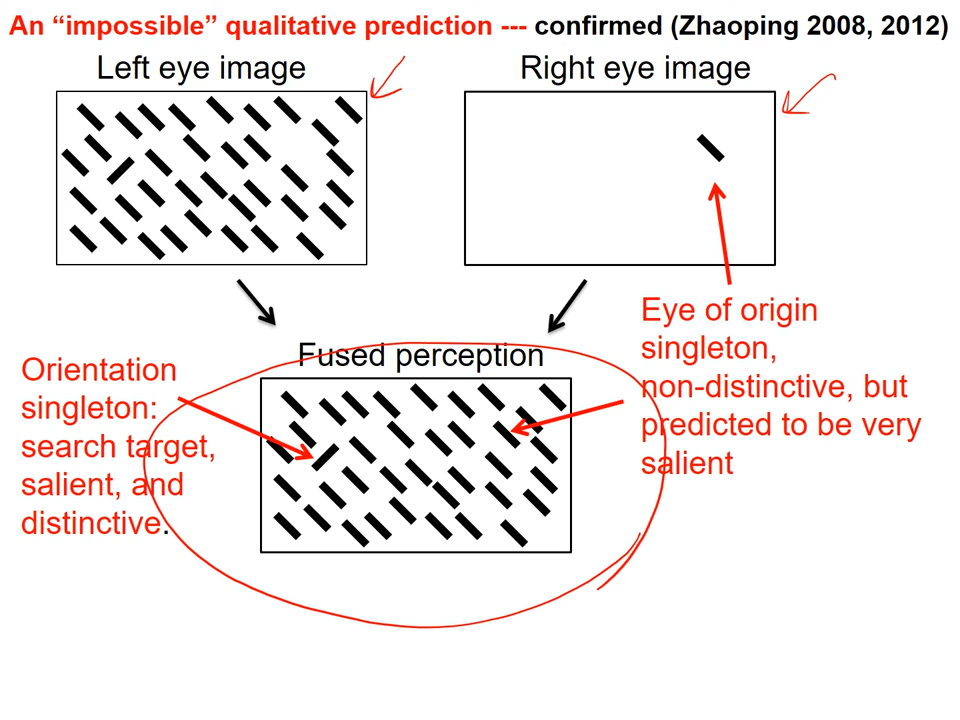 An “impossible” qualitative prediction --- confirmed (Zhaoping 2008, 2012)
Left eye image
Right eye image
Fused perception
Orientation
singleton:
search target,
salient, and
distinctive.
Eye of origin
singleton,
non-distinctive, but
predicted to be very
salient